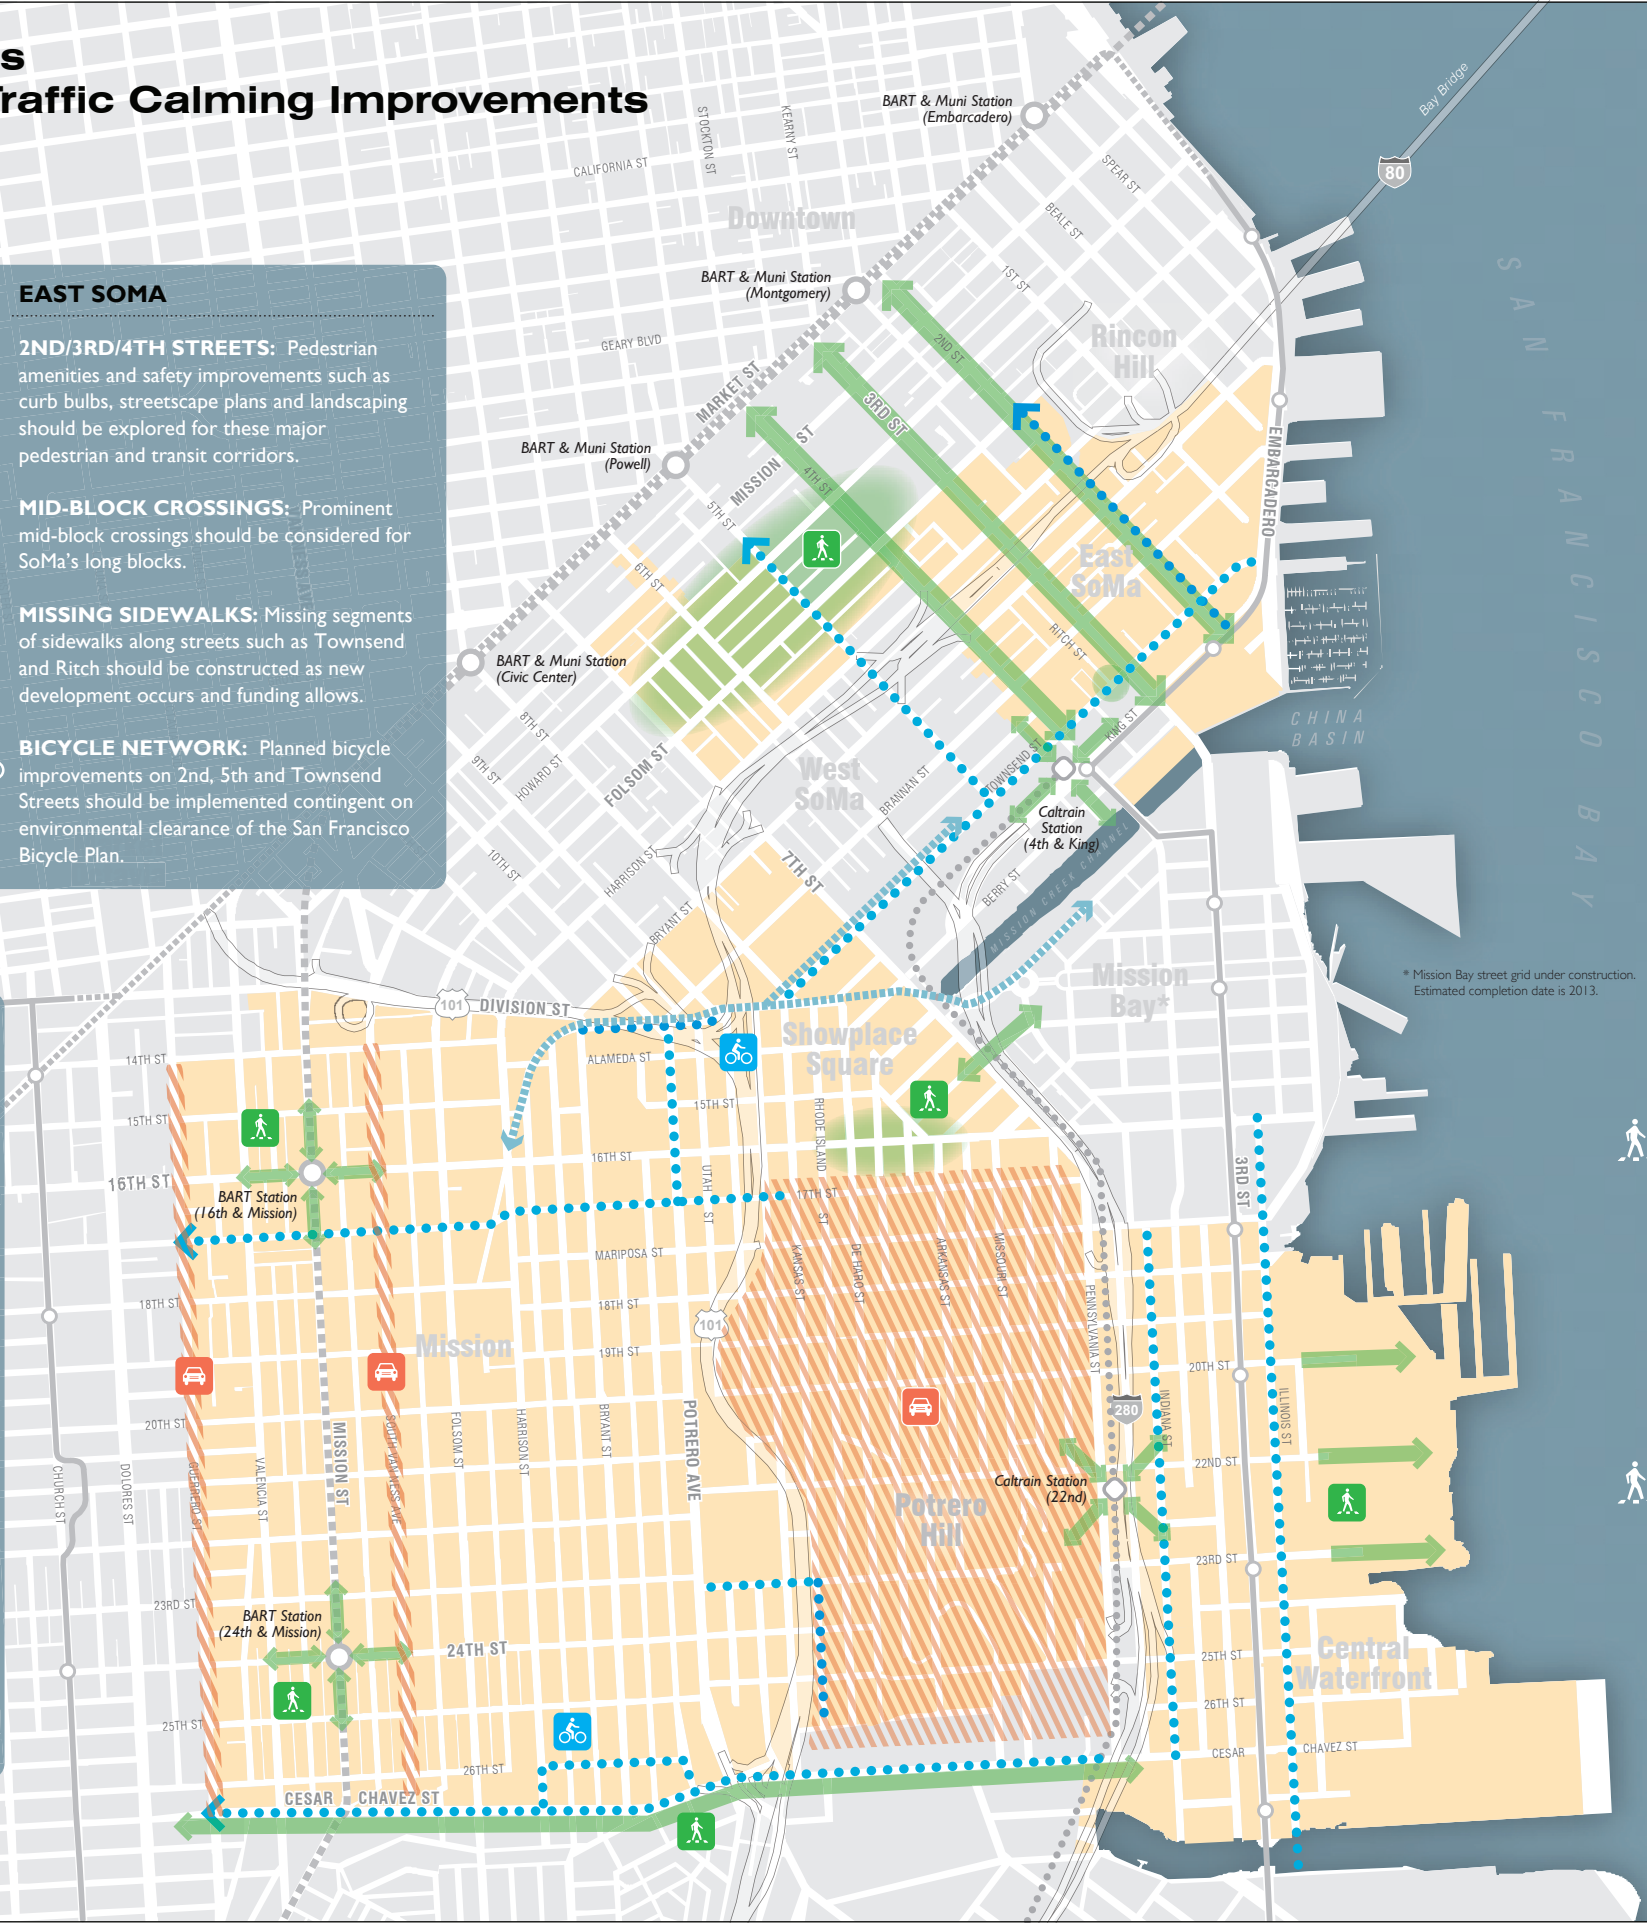 s
Traffic Calming Improvements
EAST SOMA
2ND/3RD/4TH STREETS: Pedestrian
amenities and safety improvements such as
curb bulbs, streetscape plans and landscaping
should be explored for these major
pedestrian and transit corridors.
MID-BLOCK CROSSINGS: Prominent
mid-block crossings should be considered for
SoMa's long blocks.
MISSING SIDEWALKS: Missing segments
of sidewalks along streets such as Townsend
and Ritch should be constructed as new
development occurs and funding allows.
BICYCLE NETWORK: Planned bicycle
improvements on 2nd, 5th and Townsend
Streets should be implemented contingent on
environmental clearance of the San Francisco
Bicycle Plan.
BART & Muni Station
(Embarcadero)
Bay Bridge
80
STOCKTON ST
KEARNY ST
CALIFORNIA ST
SPEAR ST
BEALE ST
1ST ST
Downtown
BART & Muni Station
(Montgomery)
GEARY BLVD
2ND ST
Rincon
Hill
MARKET ST
3RD ST
BART & Muni Station
(Powell)
MISSION ST
4TH ST
5TH ST
EMBARCADERO
SAN FRANCISCO BAY
6TH ST
East
SoMa
RITCH ST
BART & Muni Station
(Civic Center)
CHINA
BASIN
8TH ST
9TH ST
HOWARD ST
FOLSOM ST
KING ST
TOWNSEND ST
West
SoMa
BRANNAN ST
Caltrain
Station
(4th & King)
10TH ST
HARRISON ST
7TH ST
BERRY ST
MISSION CREEK CHANNEL
BRYANT ST
Mission
Bay*
* Mission Bay street grid under construction.
Estimated completion date is 2013.
101
DIVISION ST
Showplace
Square
14TH ST
ALAMEDA ST
15TH ST
15TH ST
RHODE ISLAND ST
16TH ST
16TH ST
UTAH ST
17TH ST
3RD ST
BART Station
(16th & Mission)
MARIPOSA ST
KANSAS ST
DE HARO ST
ARKANSAS ST
MISSOURI ST
PENNSYLVANIA ST
18TH ST
18TH ST
101
Mission
19TH ST
20TH ST
20TH ST
280
INDIANA ST
ILLINOIS ST
CHURCH ST
DOLORES ST
GUERRERO ST
VALENCIA ST
MISSION ST
SOUTH VAN NESS AVE
FOLSOM ST
HARRISON ST
BRYANT ST
POTRERO AVE
22ND ST
Caltrain Station
(22nd)
Potrero
Hill
23RD ST
23RD ST
BART Station
(24th & Mission)
24TH ST
25TH ST
Central
Waterfront
25TH ST
26TH ST
26TH ST
CESAR CHAVEZ ST
CESAR CHAVEZ ST